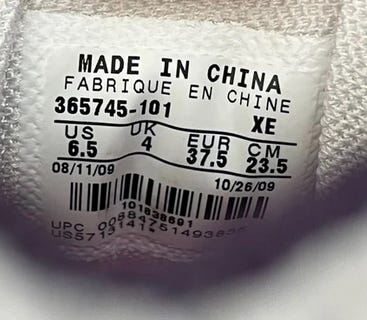 MADE IN CHINA
FABRIQUE EN CHINE
365745-101 XE
US UK EUR CM
6.5 4 37.5 23.5
08/11/09 10/26/09
101838691
UPC